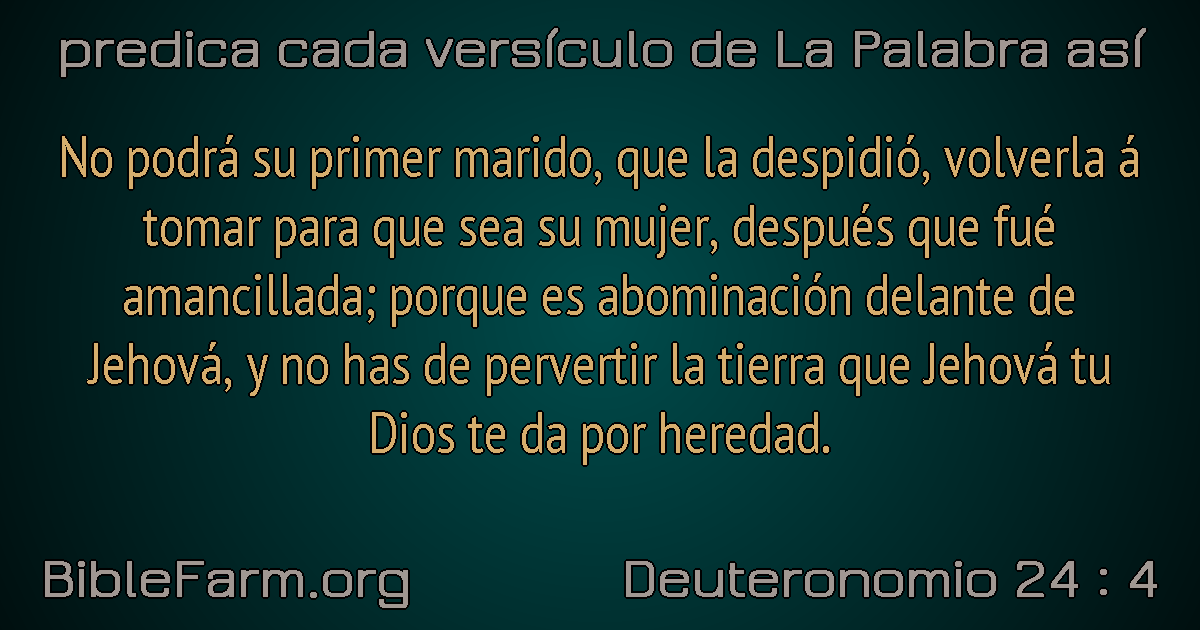 predica cada versículo de La Palabra así
No podrá su primer marido, que la despidió, volverla á
tomar para que sea su mujer, después que fué
amancillada; porque es abominación delante de
Jehová, y no has de pervertir la tierra que Jehová tu
Dios te da por heredad.
BibleFarm.org
Deuteronomio 24 : 4